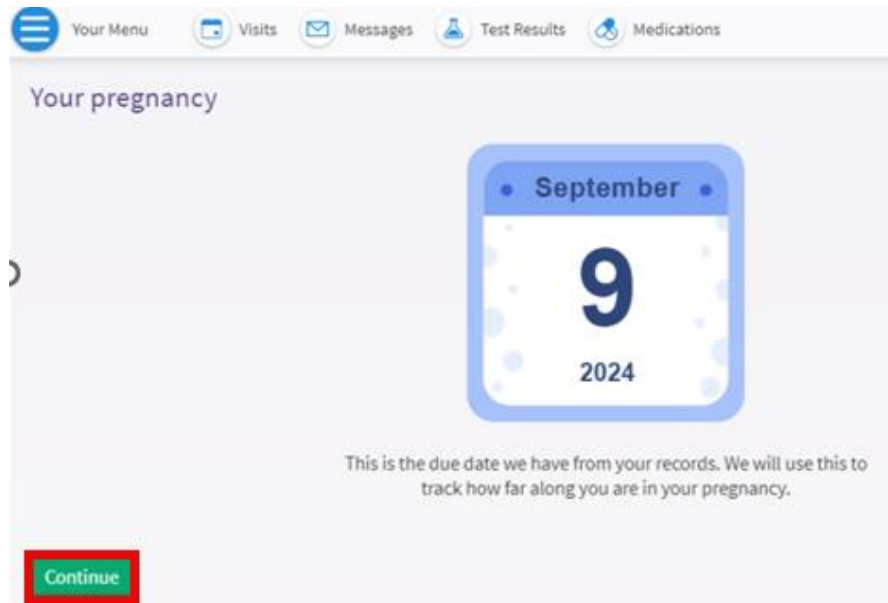 Your Menu Visits Messages Test Results Medications
Your pregnancy
September
9
2024
This is the due date we have from your records. We will use this to
track how far along you are in your pregnancy.
Continue